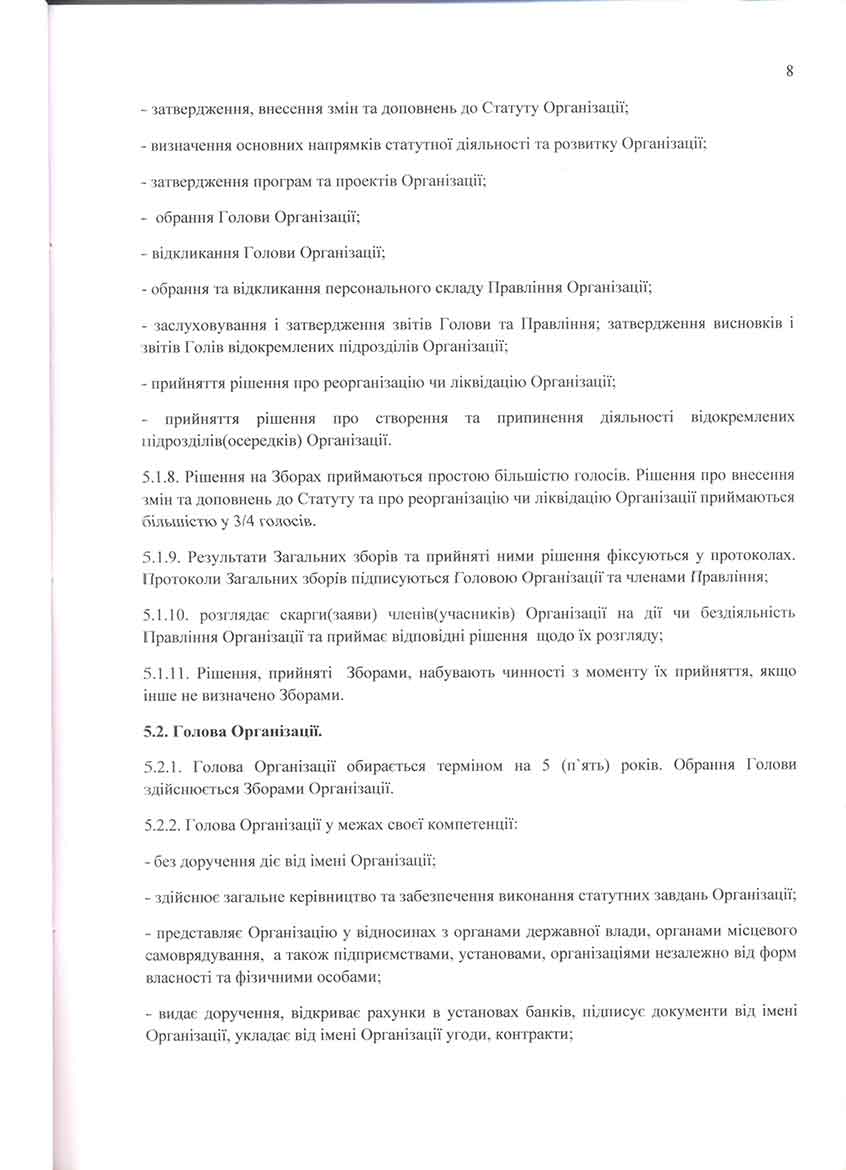 8
- затвердження, внесення змін та доповнень до Статуту Організації;
- визначення основних напрямків статутної діяльності та розвитку Організації;
- затвердження програм та проектів Організації;
- обрання Голови Організації;
- відкликання Голови Організації;
- обрання та відкликання персонального складу Правління Організації;
- заслуховування і затвердження звітів Голови та Правління; затвердження висновків і
звітів Голів відокремлених підрозділів Організації;
- прийняття рішення про реорганізацію чи ліквідацію Організації;
- прийняття рішення про створення та припинення діяльності відокремлених
підрозділів(осередків) Організації.
5.1.8. Рішення на Зборах приймаються простою більшістю голосів. Рішення про внесення
змін та доповнень до Статуту та про реорганізацію чи ліквідацію Організації приймаються
більшістю у 3/4 голосів.
5.1.9. Результати Загальних зборів та прийняті ними рішення фіксуються у протоколах.
Протоколи Загальних зборів підписуються Головою Організації та членами Правління;
5.1.10. розглядає скарги(заяви) членів(учасників) Організації на дії чи бездіяльність
Правління Організації та приймає відповідні рішення щодо їх розгляду;
5.1.11. Рішення, прийняті Зборами, набувають чинності з моменту їх прийняття, якщо
інше не визначено Зборами.
5.2. Голова Організації.
5.2.1. Голова Організації обирається терміном на 5 (п`ять) років. Обрання Голови
здійснюється Зборами Організації.
5.2.2. Голова Організації у межах своєї компетенції:
- без доручення діє від імені Організації;
- здійснює загальне керівництво та забезпечення виконання статутних завдань Організації;
- представляє Організацію у відносинах з органами державної влади, органами місцевого
самоврядування, а також підприємствами, установами, організаціями незалежно від форм
власності та фізичними особами;
- видає доручення, відкриває рахунки в установах банків, підписує документи від імені
Організації, укладає від імені Організації угоди, контракти;